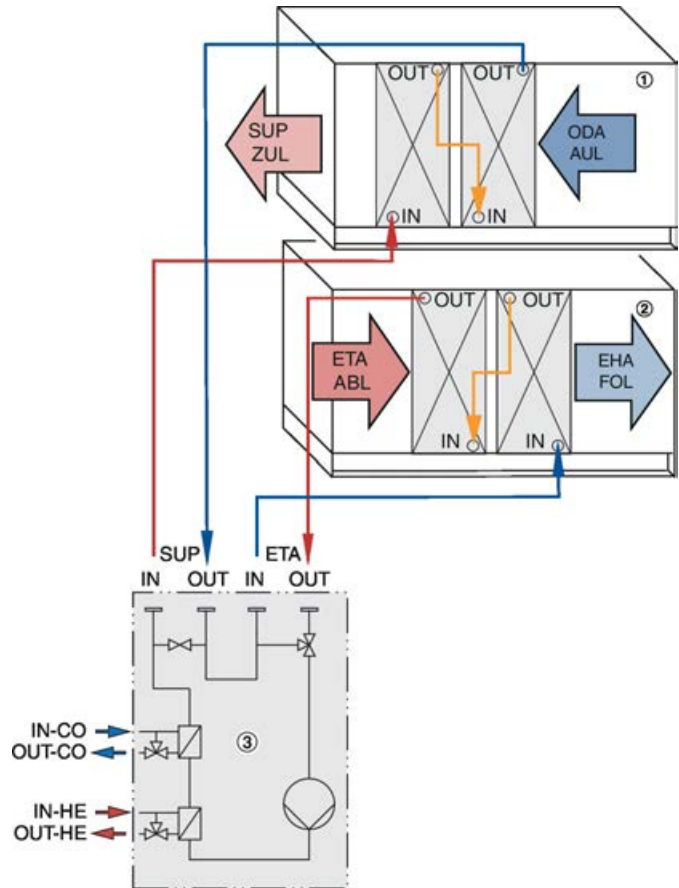 OUT OUT ①
SUP
ZUL
ODA
AUL
IN IN
OUT OUT ②
ETA
ABL
EHA
FOL
IN IN
SUP ETA
IN OUT IN OUT
IN-CO
OUT-CO
③
IN-HE
OUT-HE